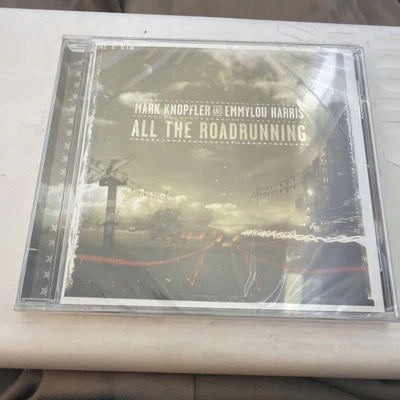 MARK KNOPFLER AND EMMYLOU HARRIS
ALL THE ROADRUNNING